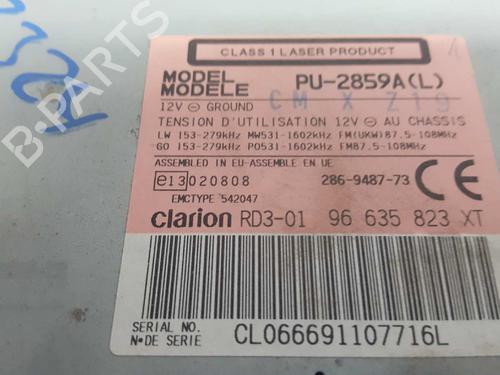 CLASS 1 LASER PRODUCT
MODEL
MODELE
PU-2859A(L)
12V ⊖ GROUND
CM X Z19
TENSION D'UTILISATION 12V ⊖ AU CHASSIS
LW 153-279kHz MW531-1602kHz FM(UKW)87.5-108MHz
GO 153-279kHz PO531-1602kHz FM87.5-108MHz
ASSEMBLED IN EU-ASSEMBLE EN UE
e13 020808
286-9487-73 CE
EMCTYPE 542047
clarion RD3-01 96 635 823 XT
SERIAL NO.
N•DE SERIE
CL066691107716L
B-PARTS